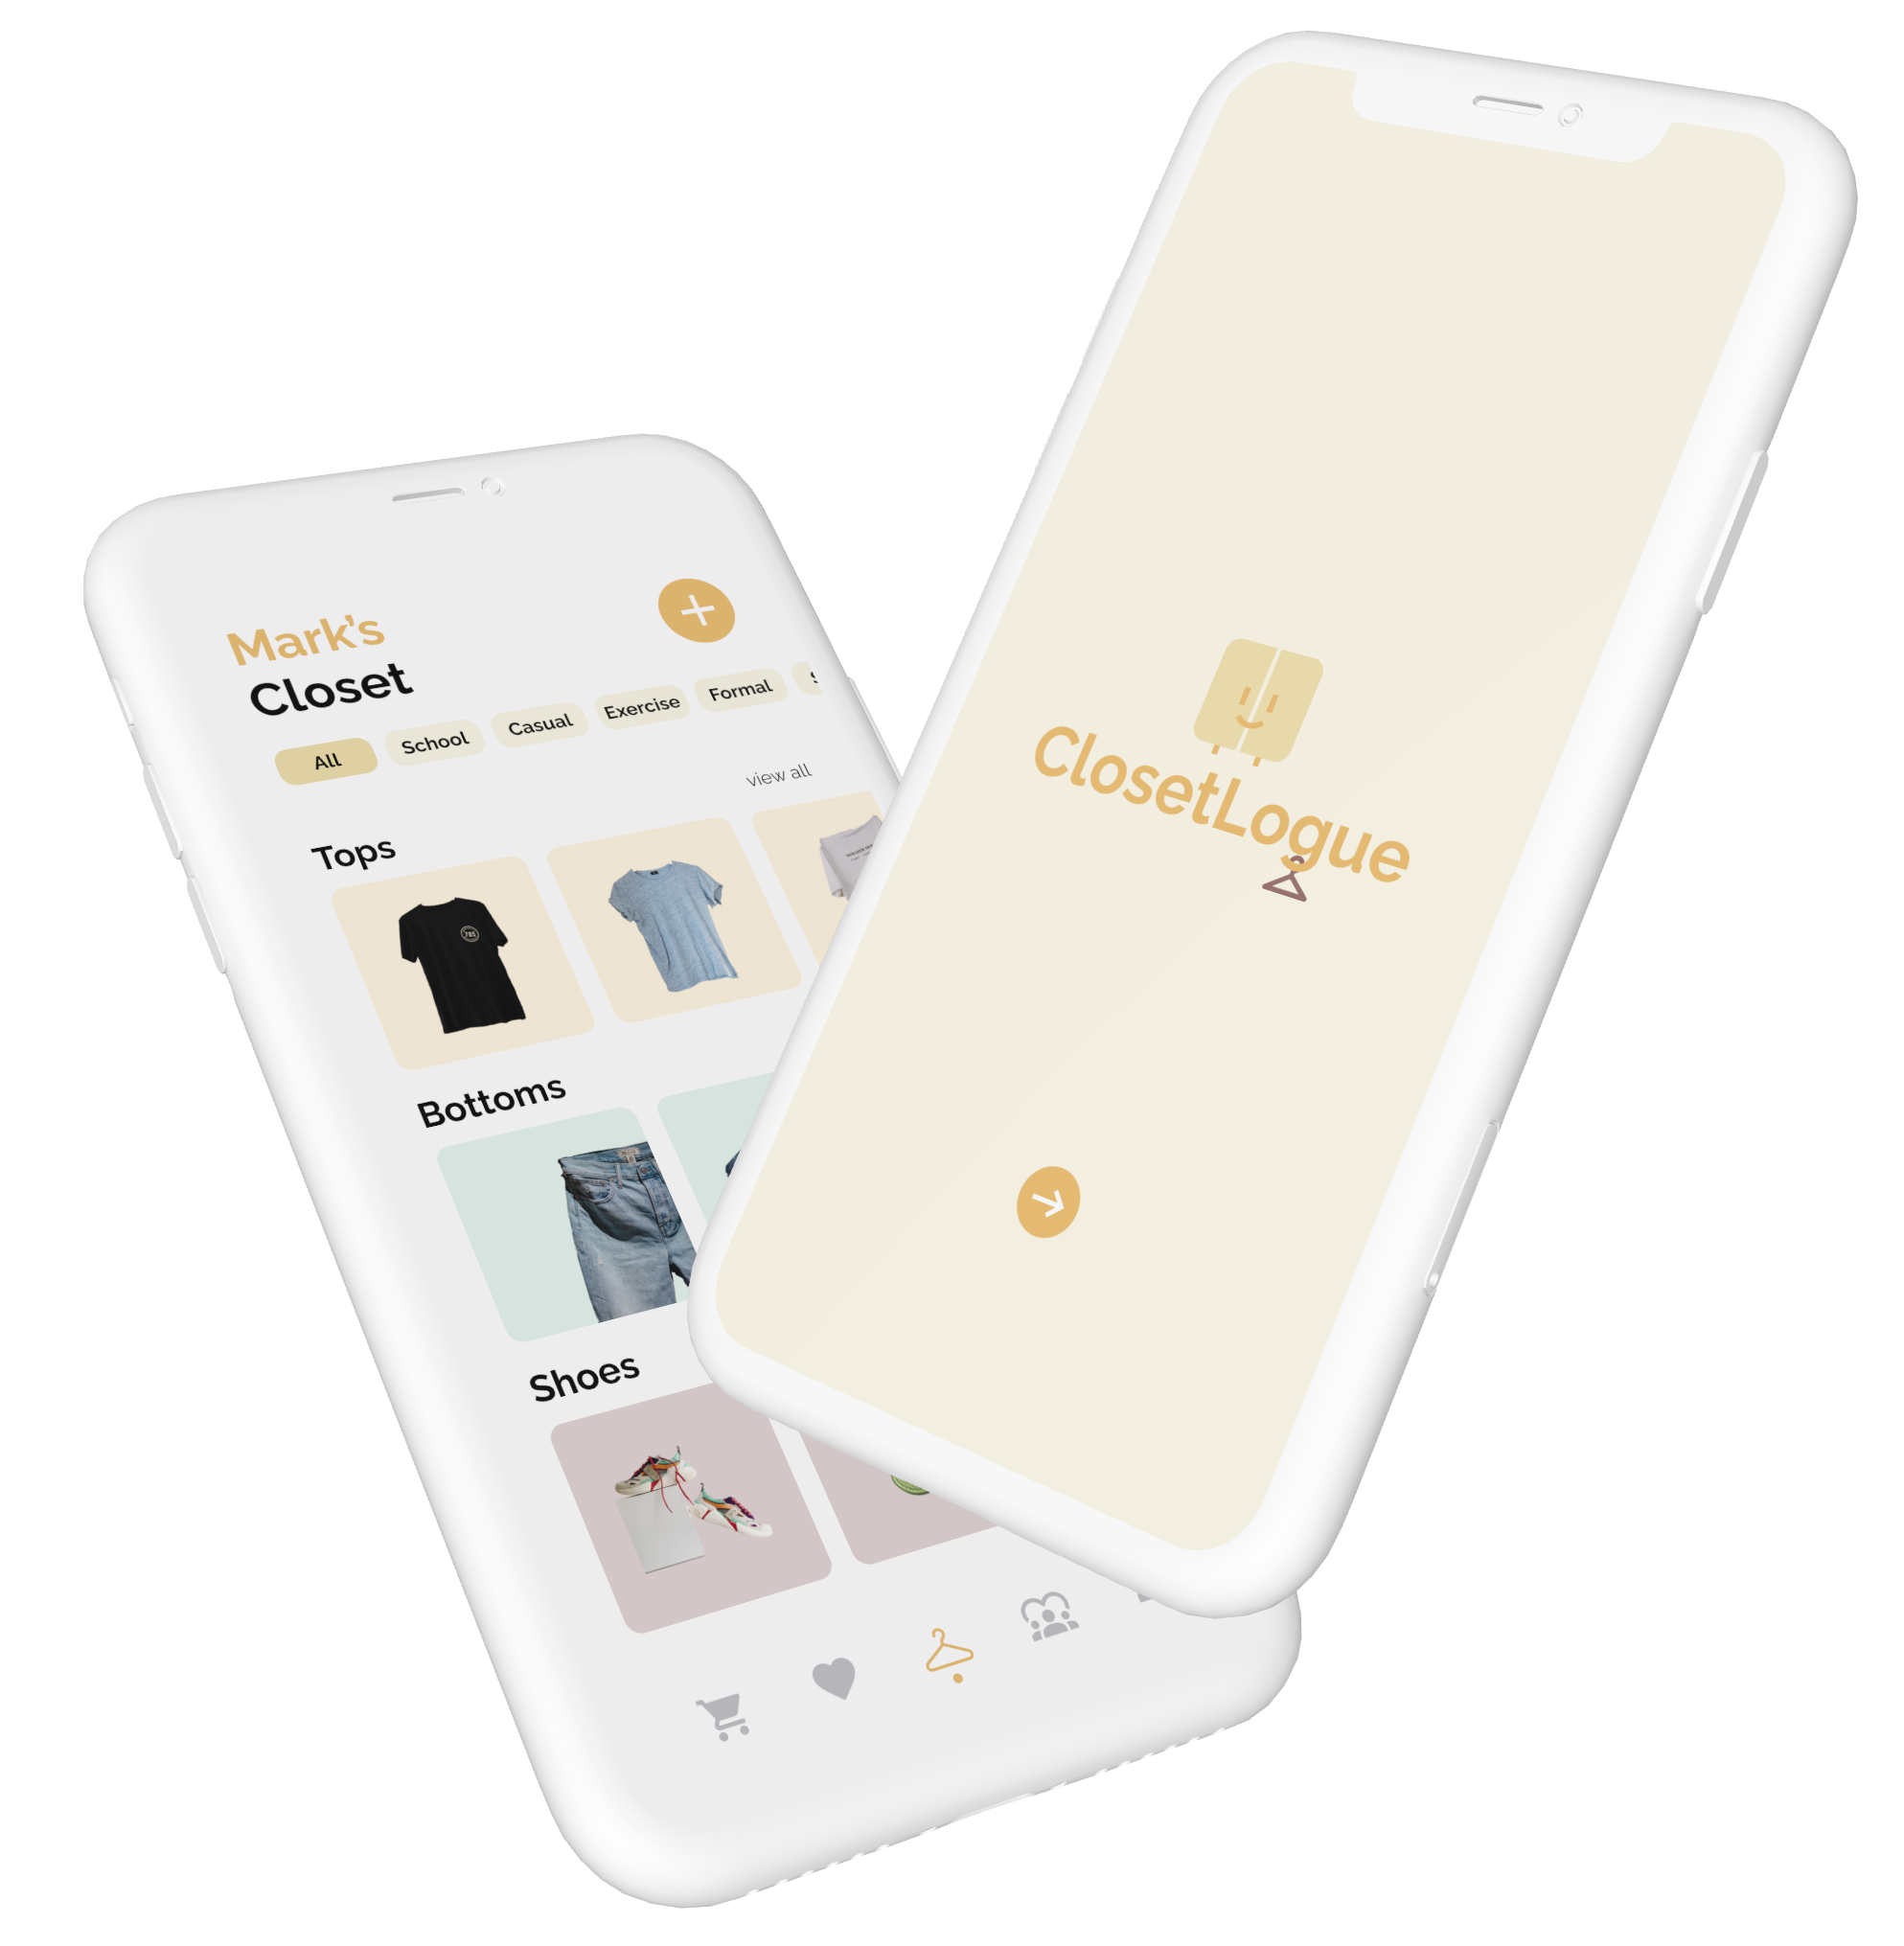 Mark's
Closet
All
School
Casual
Exercise
Formal
view all
Tops
Bottoms
Shoes
ClosetLogue